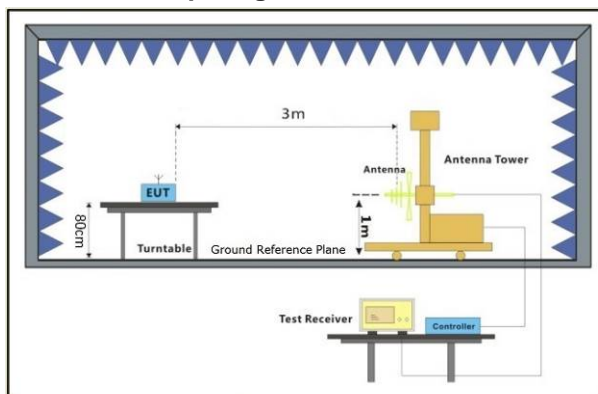 3m
Antenna
Antenna Tower
EUT
80cm
1m
Turntable
Ground Reference Plane
Test Receiver
Controller